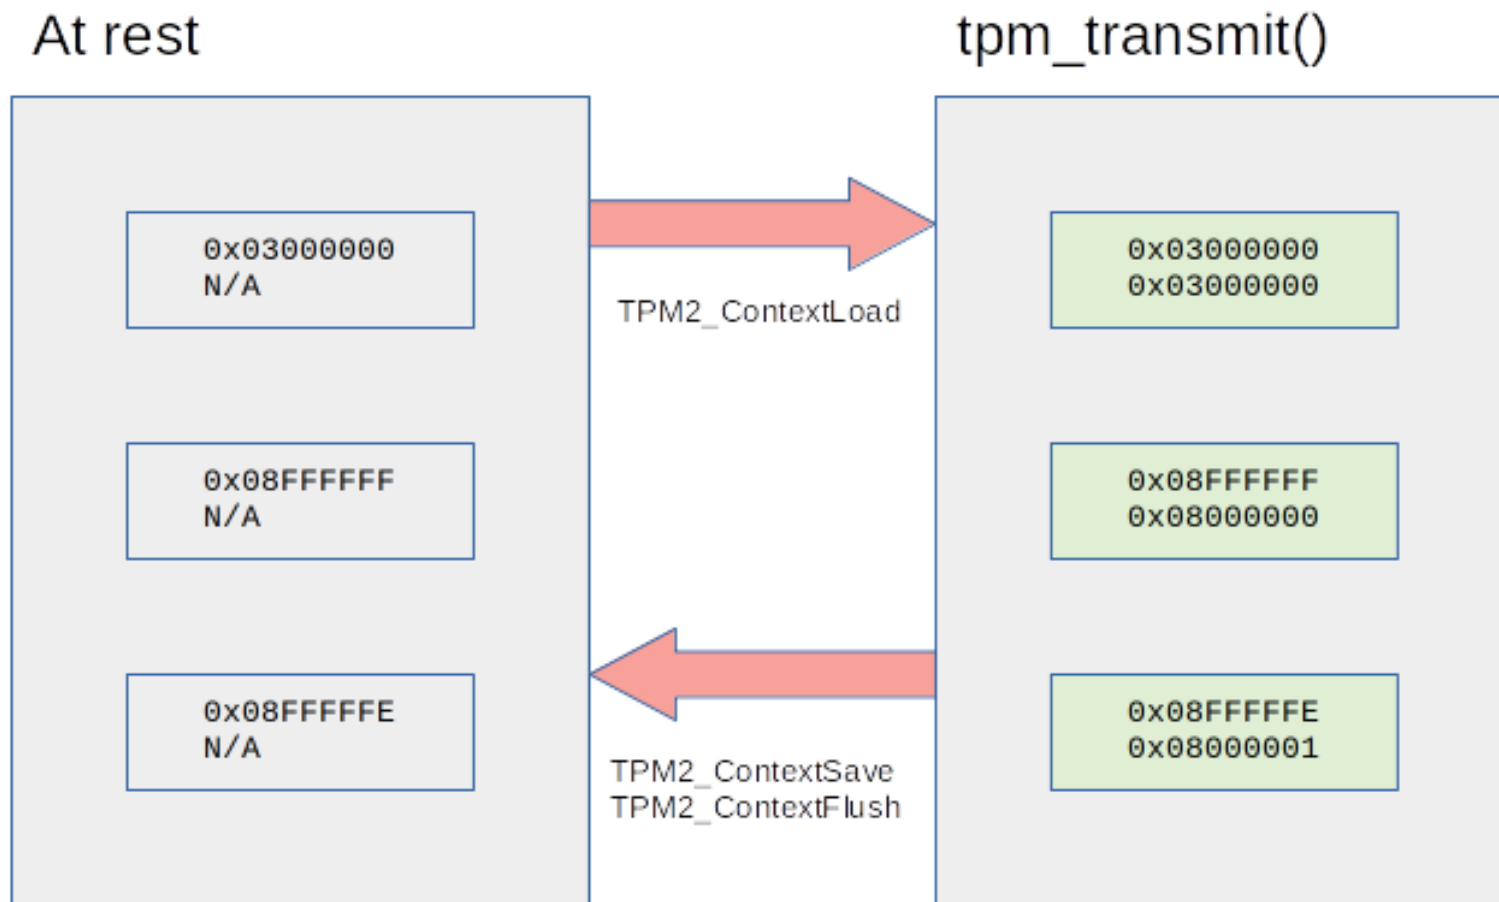 At rest
tpm_transmit()
0x03000000
N/A
TPM2_ContextLoad
0x03000000
0x03000000
0x08FFFFFF
N/A
0x08FFFFFF
0x08000000
0x08FFFFFE
N/A
TPM2_ContextSave
TPM2_ContextFlush
0x08FFFFFE
0x08000001